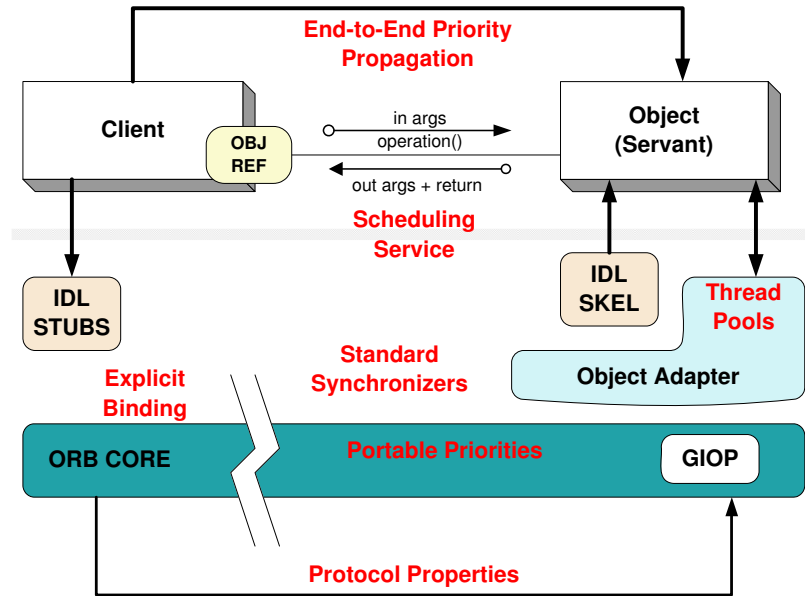 End-to-End Priority
Propagation
Client
OBJ
REF
in args
operation()
out args + return
Object
(Servant)
Scheduling
Service
IDL
STUBS
IDL
SKEL
Thread
Pools
Object Adapter
Standard
Synchronizers
Explicit
Binding
ORB CORE
Portable Priorities
GIOP
Protocol Properties